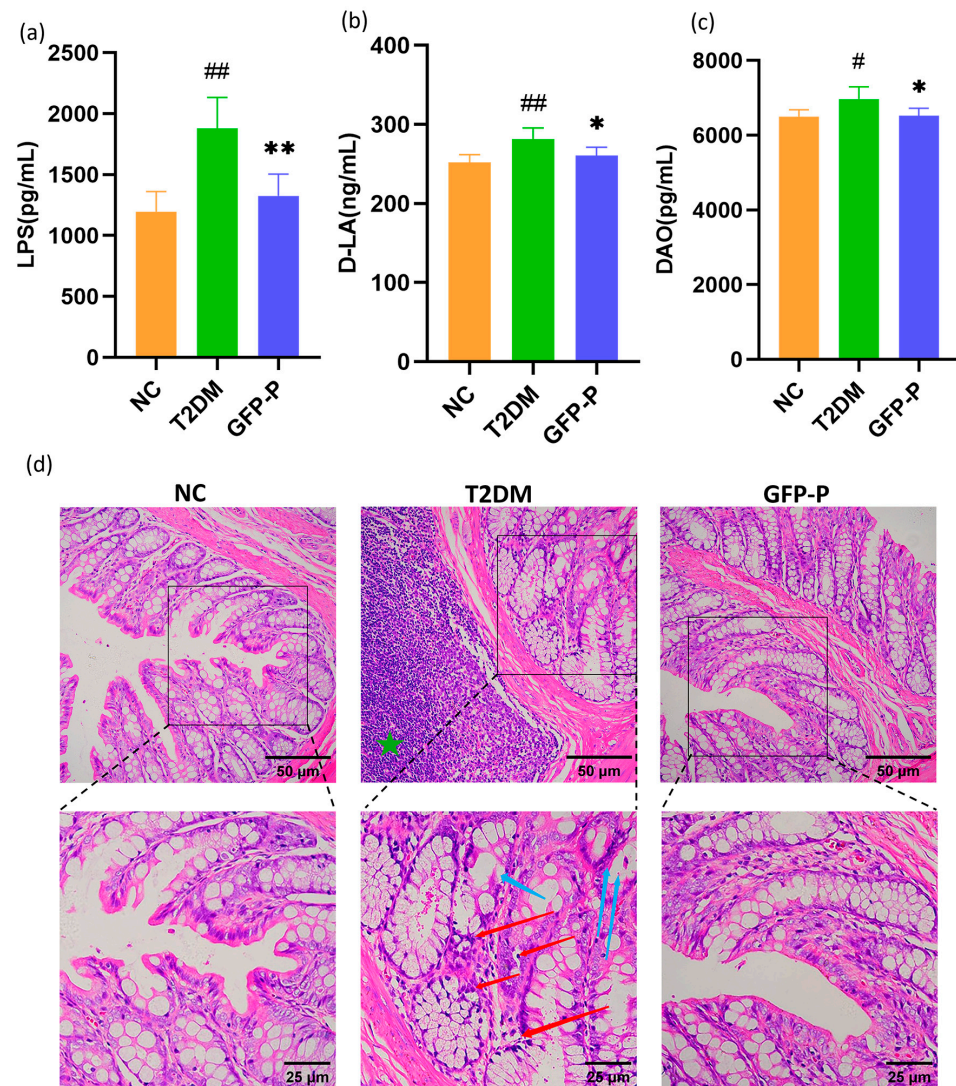 (a)
LPS(pg/mL)
2500
2000
1500
1000
500
0
##
**
NC
T2DM
GFP-P
(b)
D-LA(ng/mL)
400
300
200
100
0
##
*
NC
T2DM
GFP-P
(c)
DAO(pg/mL)
8000
6000
4000
2000
0
#
*
NC
T2DM
GFP-P
(d)
NC
T2DM
GFP-P
50 μm
50 μm
50 μm
25 μm
25 μm
25 μm